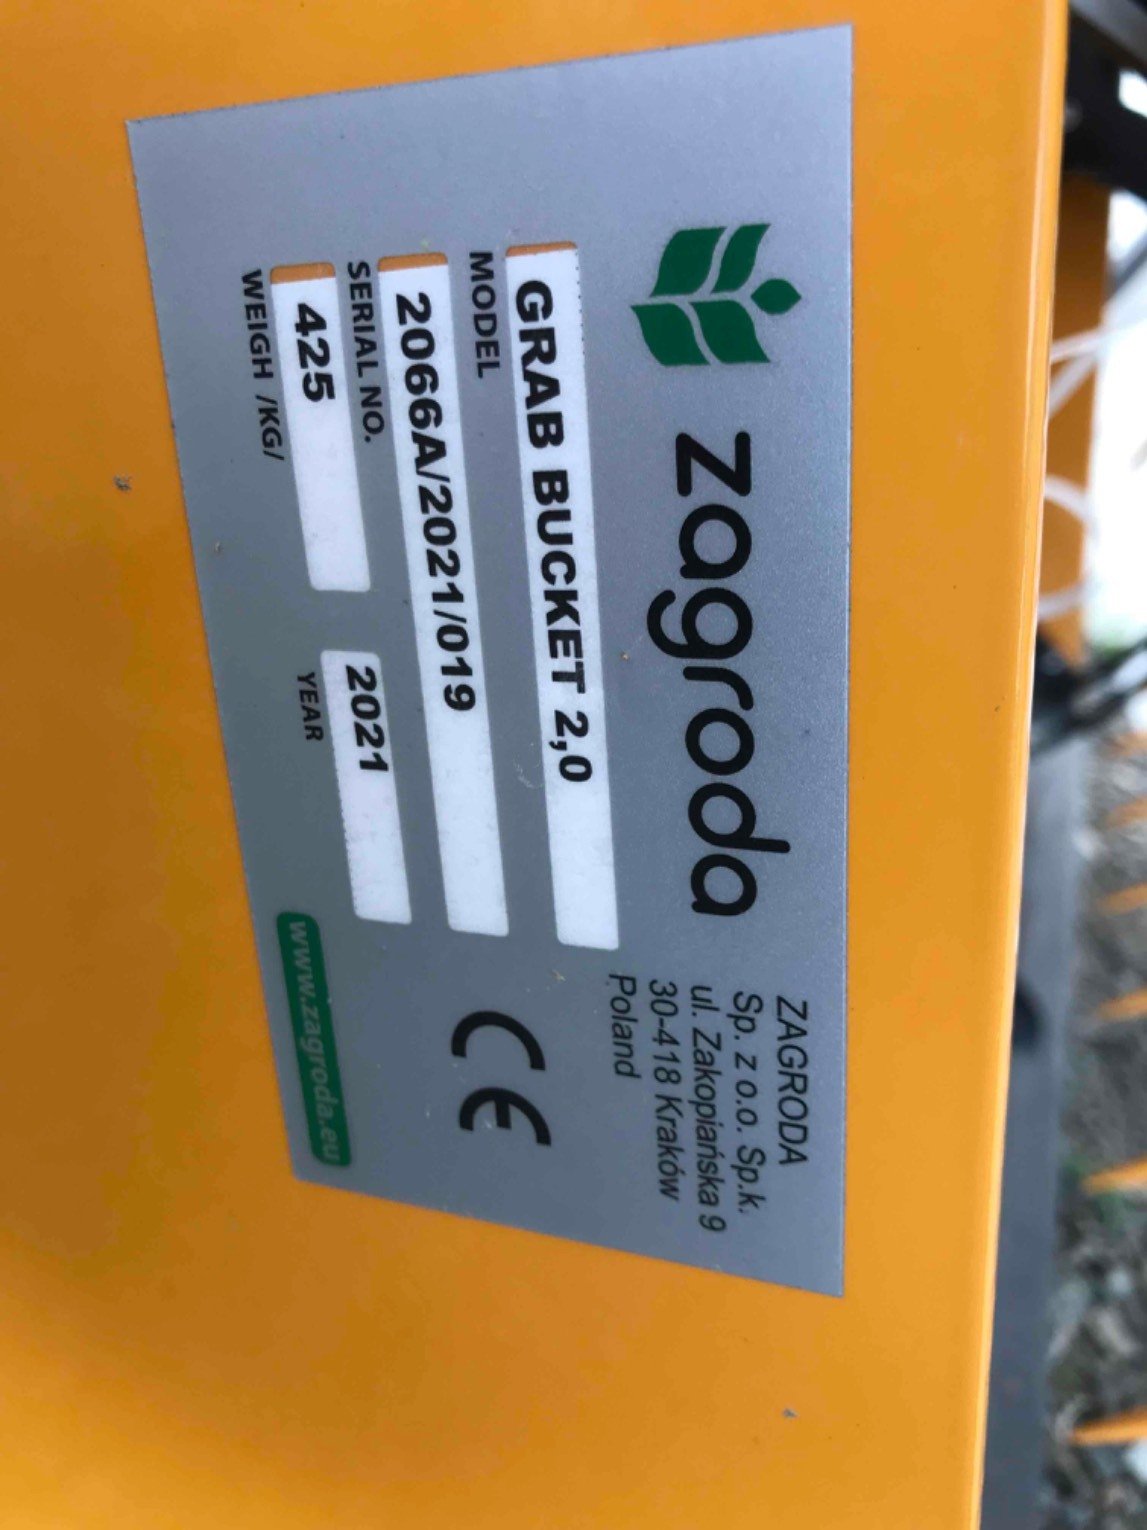 zagroda
ZAGRODA
Sp. z o.o. Sp.k.
ul. Zakopiańska 9
30-418 Kraków
Poland
GRAB BUCKET 2,0
MODEL
2066A/2021/019
SERIAL NO.
425
2021
WEIGH /KG/
YEAR
CE
www.zagroda.eu